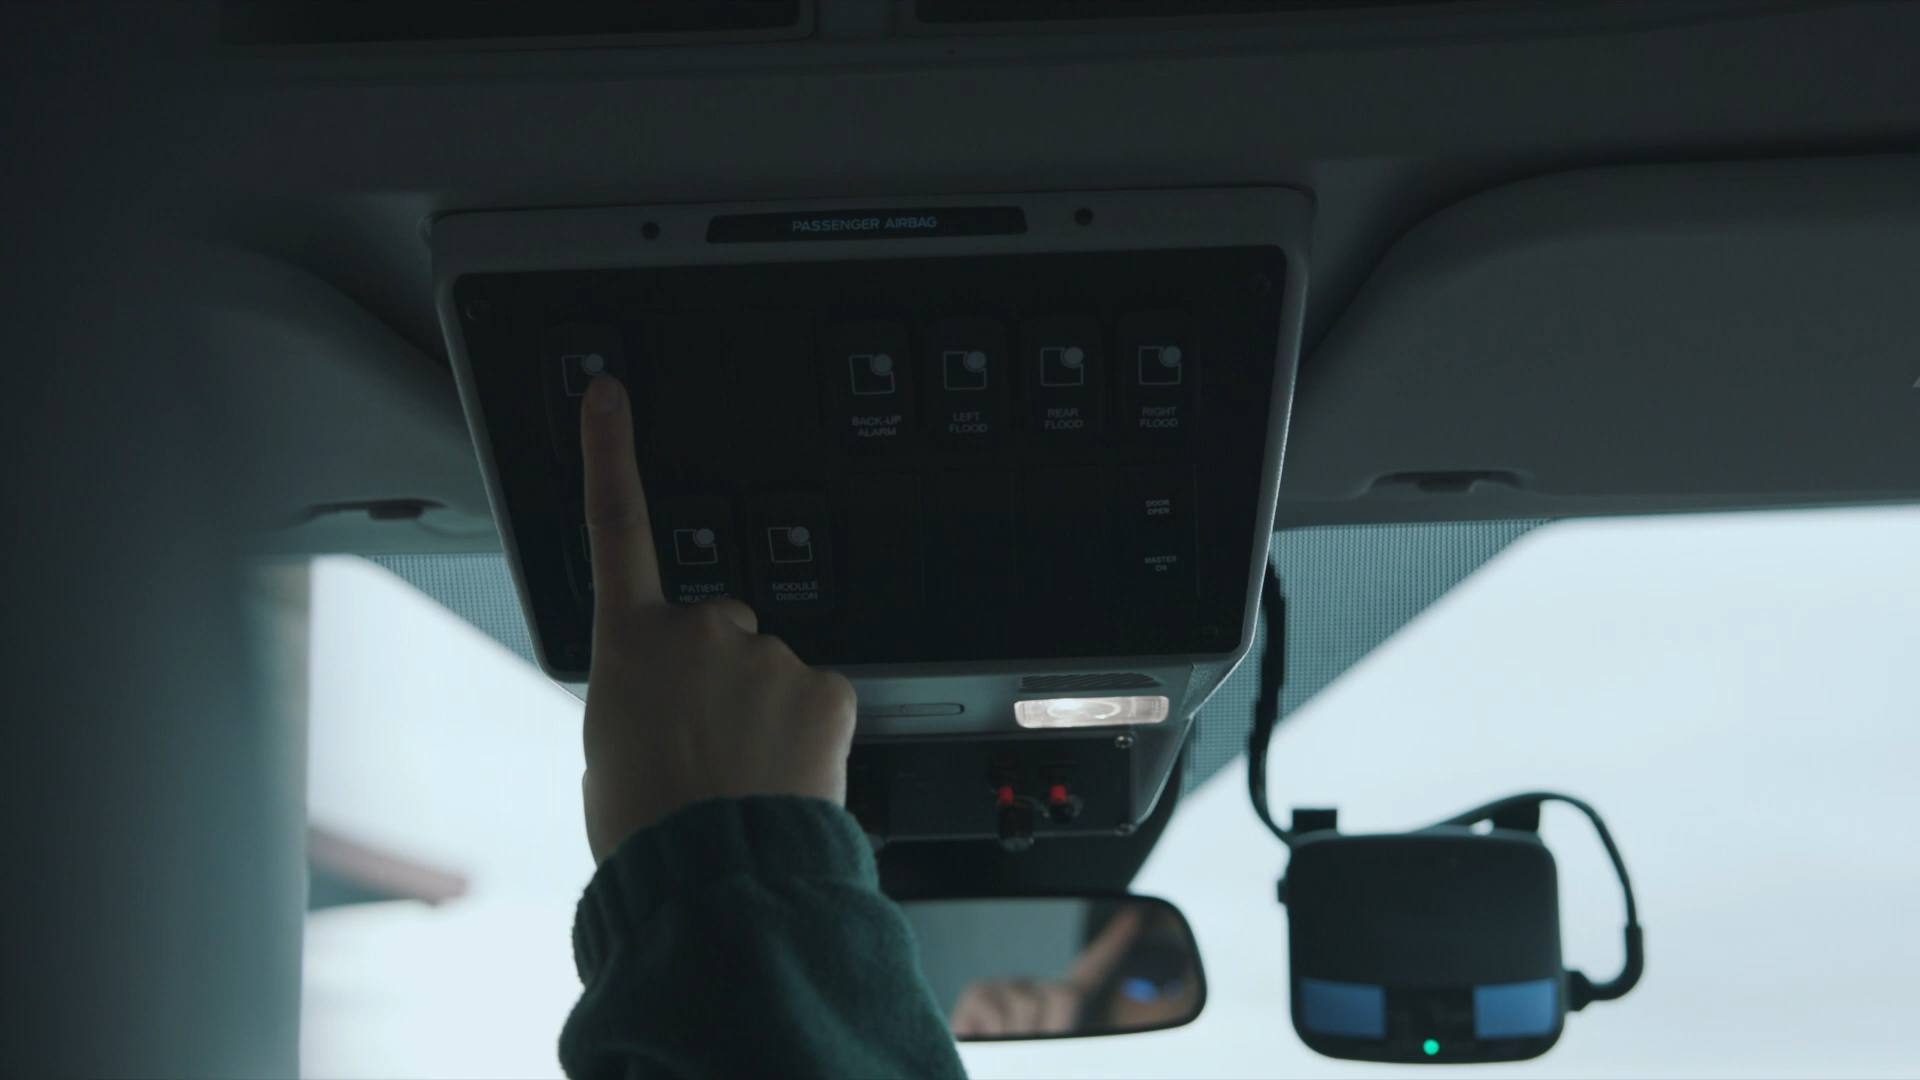 PASSENGER AIRBAG
BACK-UP
ALARM
LEFT
FLOOD
REAR
FLOOD
RIGHT
FLOOD
DOOR
OPEN
PATIENT
MODULE
DISCON
MASTER
ON